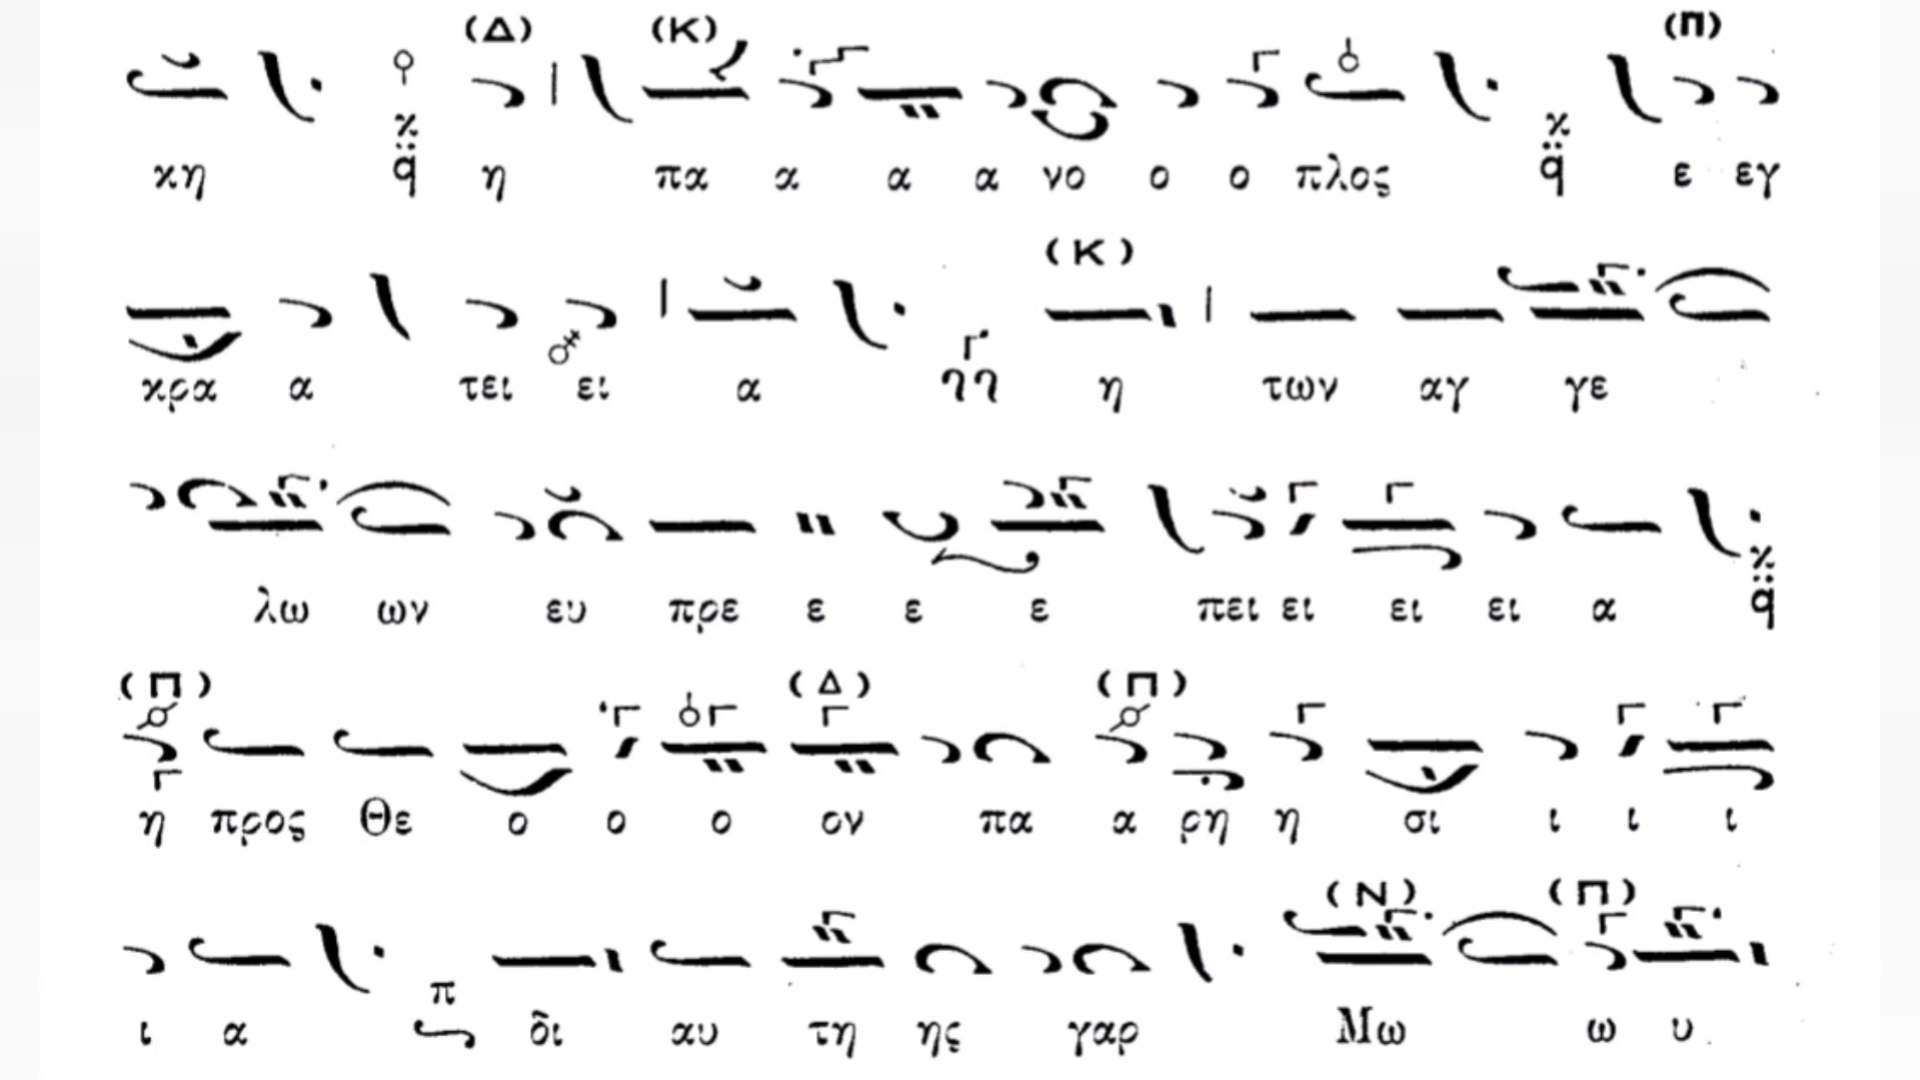 (Δ) (Κ) (Π)
κη χ̈ q η πα α α α νο ο ο πλος χ̈ q ε εγ
(Κ)
κρα α τει ει α η των αγ γε
λω ων ευ πρε ε ε ε πει ει ει ει α χ̈ q
(Π) (Δ) (Π)
η προς Θε ο ο ο ον πα α ρη η σι ι ι ι
(Ν) (Π)
ι α π δι αυ τη ης γαρ Μω ω υ